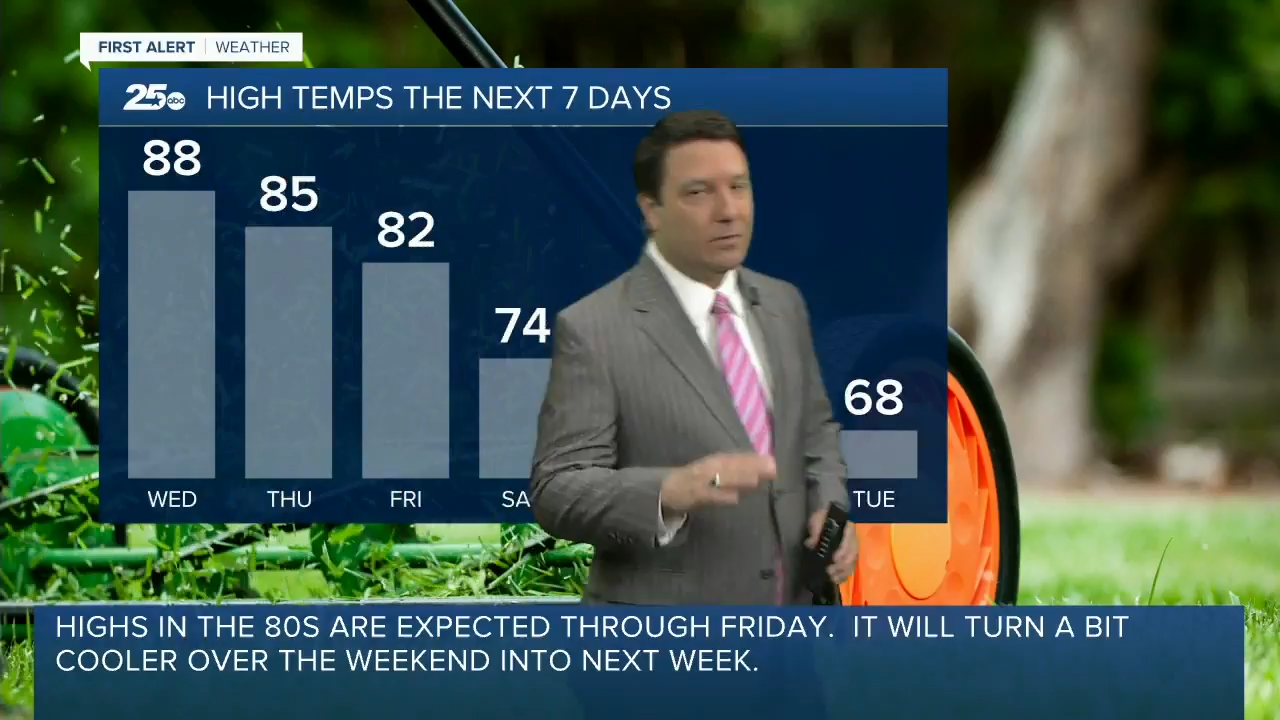 FIRST ALERT | WEATHER
25 abc HIGH TEMPS THE NEXT 7 DAYS
88 85 82 74 68
WED THU FRI SA TUE
HIGHS IN THE 80S ARE EXPECTED THROUGH FRIDAY. IT WILL TURN A BIT
COOLER OVER THE WEEKEND INTO NEXT WEEK.